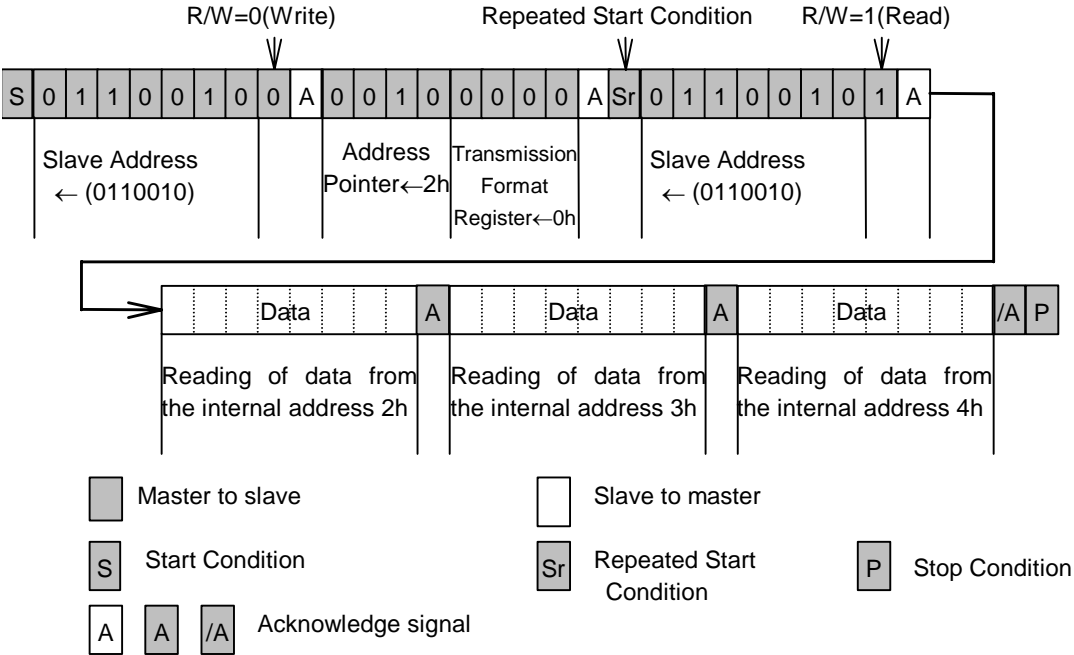 R/W=0(Write) Repeated Start Condition R/W=1(Read)
S 0 1 1 0 0 1 0 0 A 0 0 1 0 0 0 0 0 A Sr 0 1 1 0 0 1 0 1 A
Slave Address
← (0110010)
Address
Pointer←2h
Transmission
Format
Register←0h
Slave Address
← (0110010)
Data A Data A Data /A P
Reading of data from
the internal address 2h
Reading of data from
the internal address 3h
Reading of data from
the internal address 4h
Master to slave
Slave to master
S Start Condition
Sr Repeated Start
Condition
P Stop Condition
A A /A Acknowledge signal